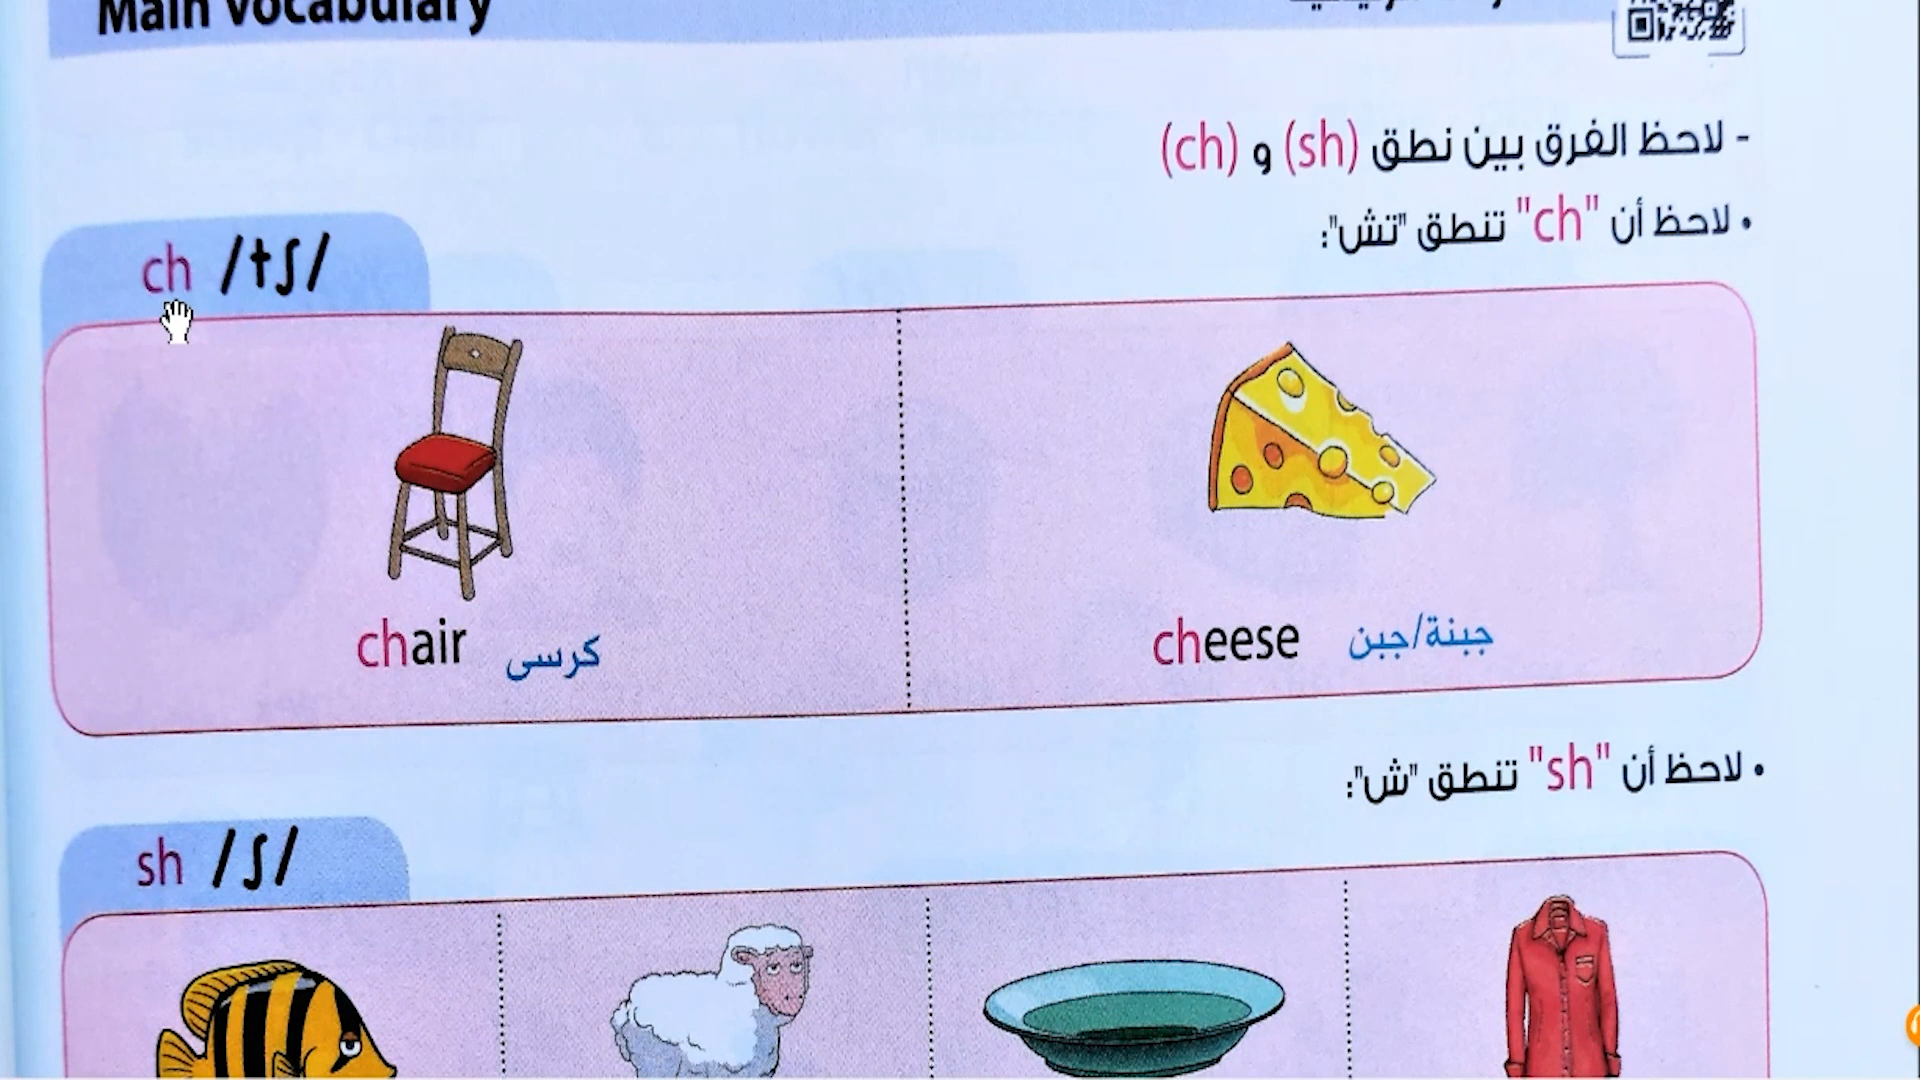 Main Vocabulary
- لاحظ الفرق بين نطق (sh) و (ch)
• لاحظ أن "ch" تنطق "تش":
ch /tʃ/
chair كرسى
cheese جبنة/جبن
• لاحظ أن "sh" تنطق "ش":
sh /ʃ/